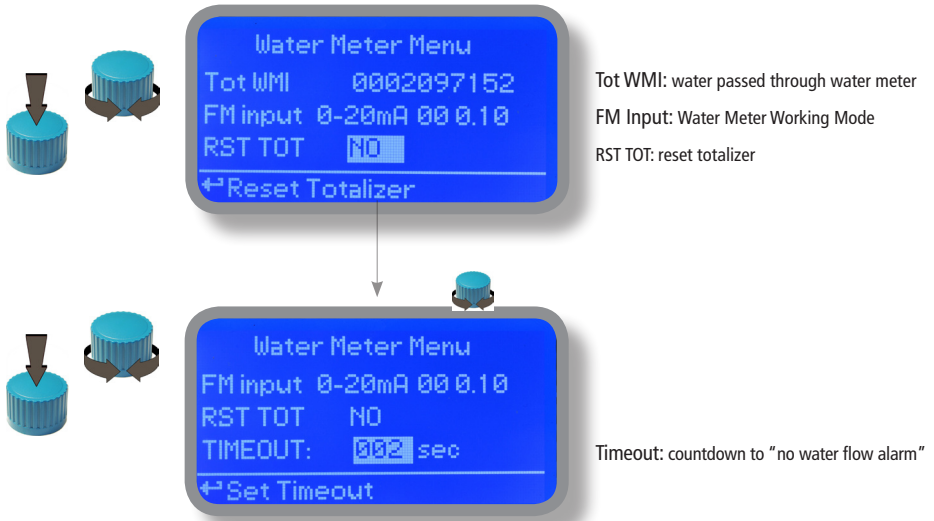 Water Meter Menu
Tot WMI 0002097152
FM input 0-20mA 00 0.10
RST TOT NO
↵Reset Totalizer
Tot WMI: water passed through water meter
FM Input: Water Meter Working Mode
RST TOT: reset totalizer
Water Meter Menu
FM input 0-20mA 00 0.10
RST TOT NO
TIMEOUT: 002 sec
↵Set Timeout
Timeout: countdown to "no water flow alarm"